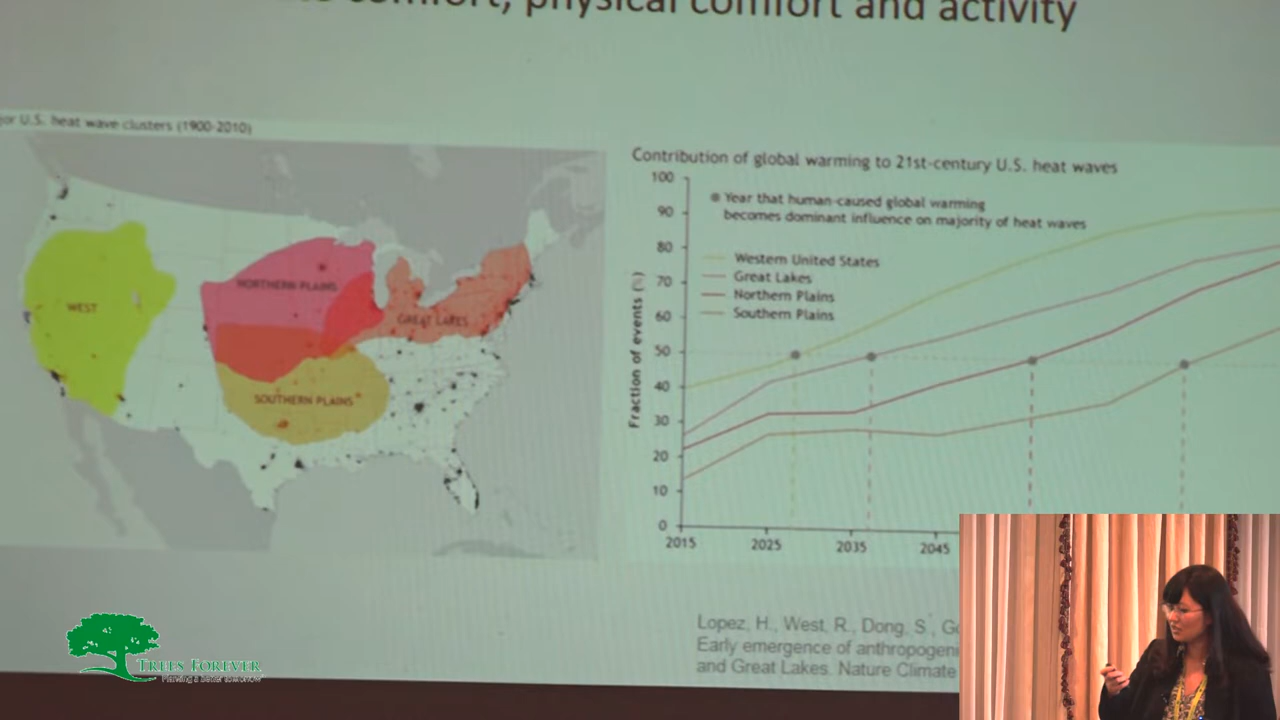 comfort, physical comfort and activity
U.S. heat wave clusters (1900-2010)
WEST
NORTHERN PLAINS
GREAT LAKES
SOUTHERN PLAINS
Contribution of global warming to 21st-century U.S. heat waves
Year that human-caused global warming
becomes dominant influence on majority of heat waves
Western United States
Great Lakes
Northern Plains
Southern Plains
Fraction of events (%)
100
90
80
70
60
50
40
30
20
10
0
2015
2025
2035
2045
Lopez, H., West, R., Dong, S.,
Early emergence of
and Great Lakes. Nature Climate
TREES FOREVER
Planting a better tomorrow